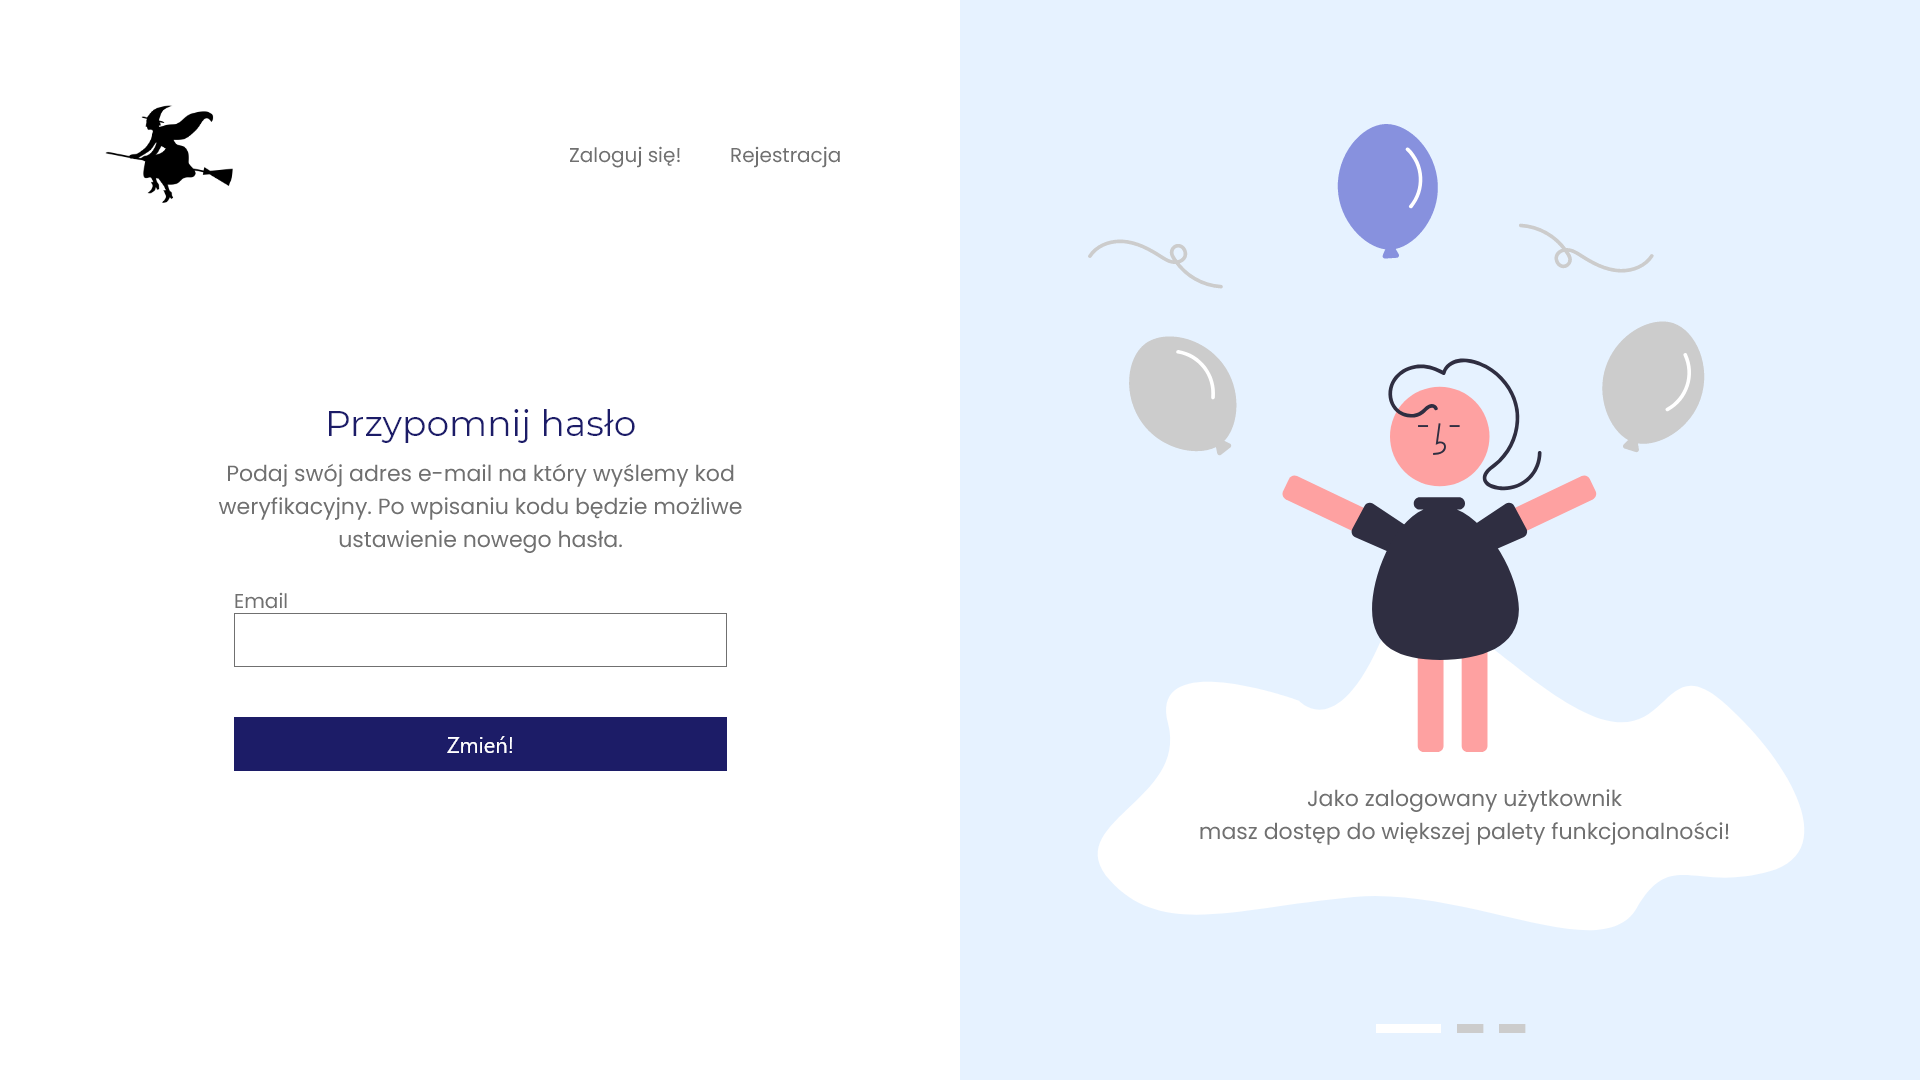 Zaloguj się!
Rejestracja
Przypomnij hasło
Podaj swój adres e-mail na który wyślemy kod
weryfikacyjny. Po wpisaniu kodu będzie możliwe
ustawienie nowego hasła.
Email
Zmień!
Jako zalogowany użytkownik
masz dostęp do większej palety funkcjonalności!